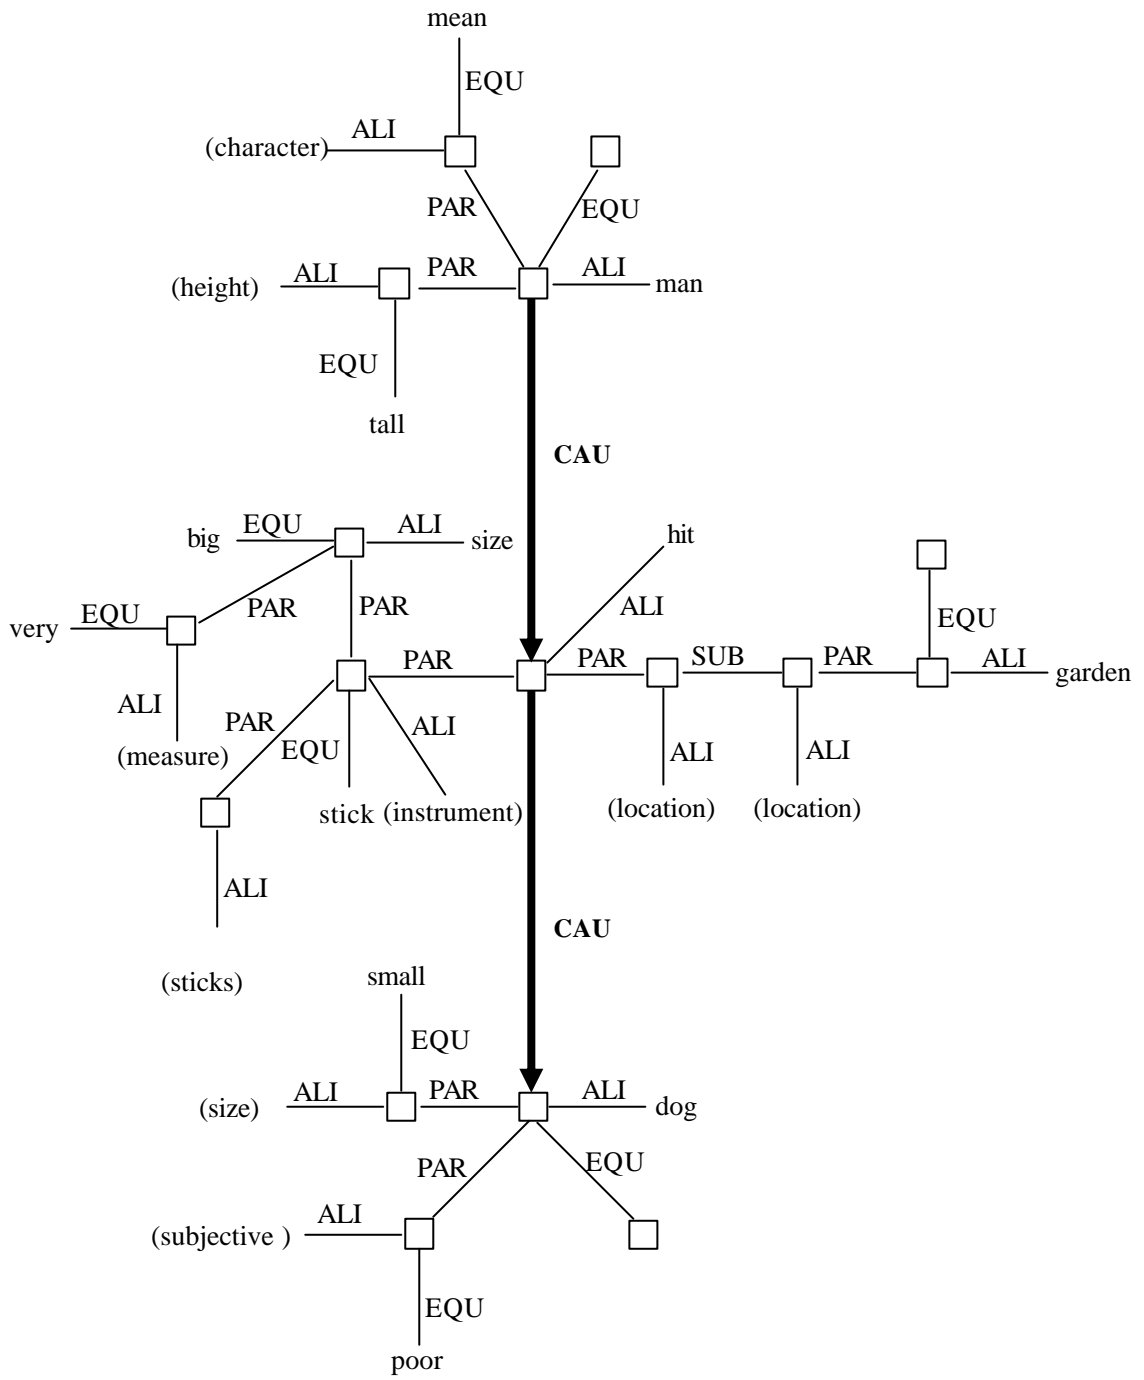 mean
EQU
ALI
(character)
PAR
EQU
ALI
PAR
ALI
(height)
man
EQU
tall
CAU
EQU
ALI
hit
big
size
ALI
EQU
PAR
PAR
EQU
very
PAR
PAR
SUB
PAR
ALI
garden
ALI
PAR
ALI
EQU
ALI
ALI
(measure)
stick
(instrument)
(location)
(location)
ALI
CAU
(sticks)
small
EQU
ALI
PAR
ALI
(size)
dog
PAR
EQU
ALI
(subjective )
EQU
poor